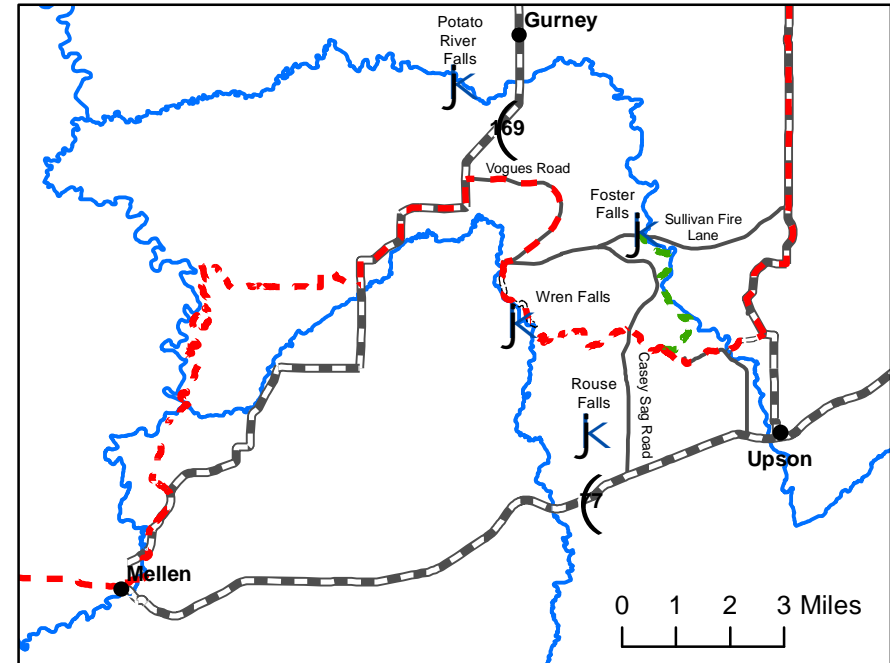 Potato
River
Falls
Gurney
169
Vogues Road
Foster
Falls
Sullivan Fire
Lane
Wren Falls
Casey Sag Road
Rouse
Falls
Upson
77
Mellen
0 1 2 3 Miles